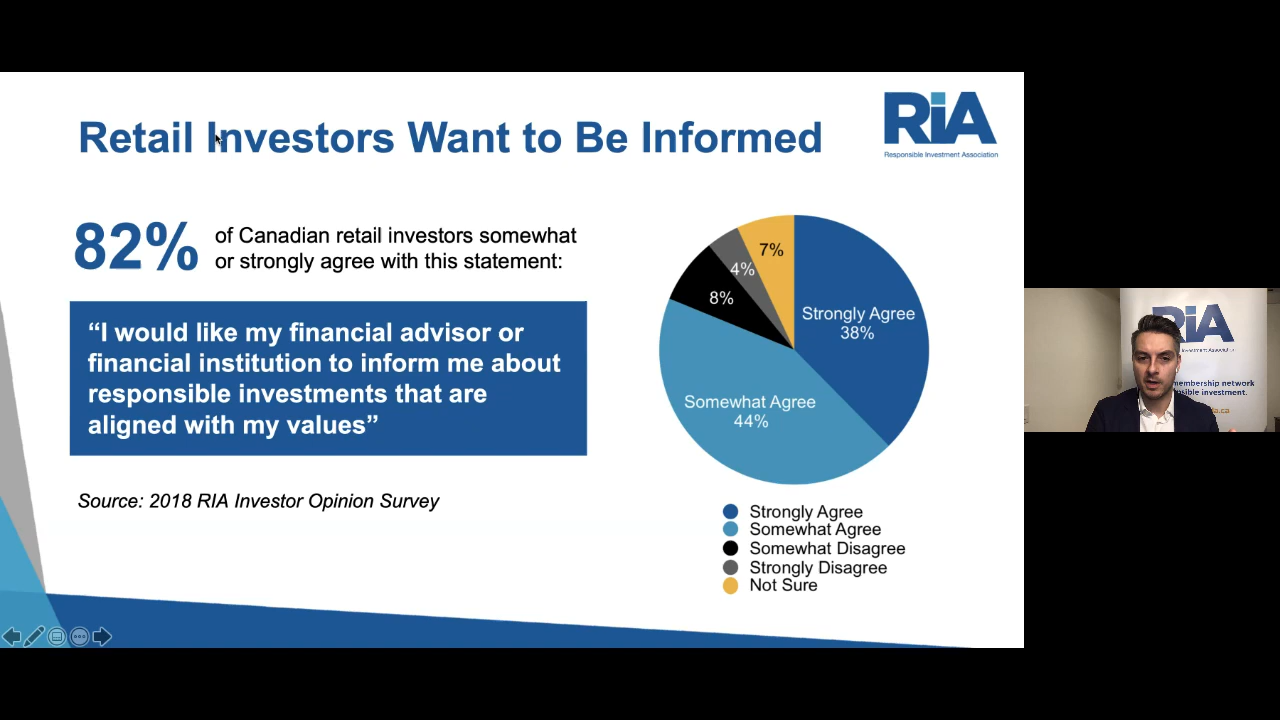 Retail Investors Want to Be Informed
RiA
Responsible Investment Association
82%
of Canadian retail investors somewhat
or strongly agree with this statement:
“I would like my financial advisor or
financial institution to inform me about
responsible investments that are
aligned with my values”
Source: 2018 RIA Investor Opinion Survey
7%
4%
8%
Strongly Agree
38%
Somewhat Agree
44%
Strongly Agree
Somewhat Agree
Somewhat Disagree
Strongly Disagree
Not Sure
RiA
membership network
investment.